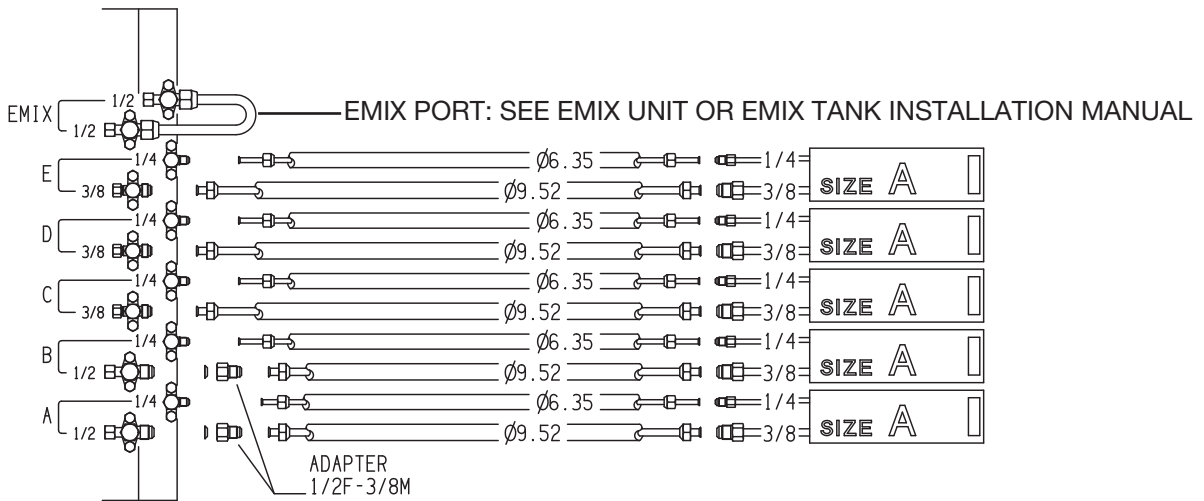 EMIX
1/2
1/2
EMIX PORT: SEE EMIX UNIT OR EMIX TANK INSTALLATION MANUAL
E
1/4
3/8
Ø6.35
Ø9.52
1/4
3/8
SIZE A
D
1/4
3/8
Ø6.35
Ø9.52
1/4
3/8
SIZE A
C
1/4
3/8
Ø6.35
Ø9.52
1/4
3/8
SIZE A
B
1/4
1/2
Ø6.35
Ø9.52
1/4
3/8
SIZE A
A
1/4
1/2
Ø6.35
Ø9.52
1/4
3/8
SIZE A
ADAPTER
1/2F-3/8M